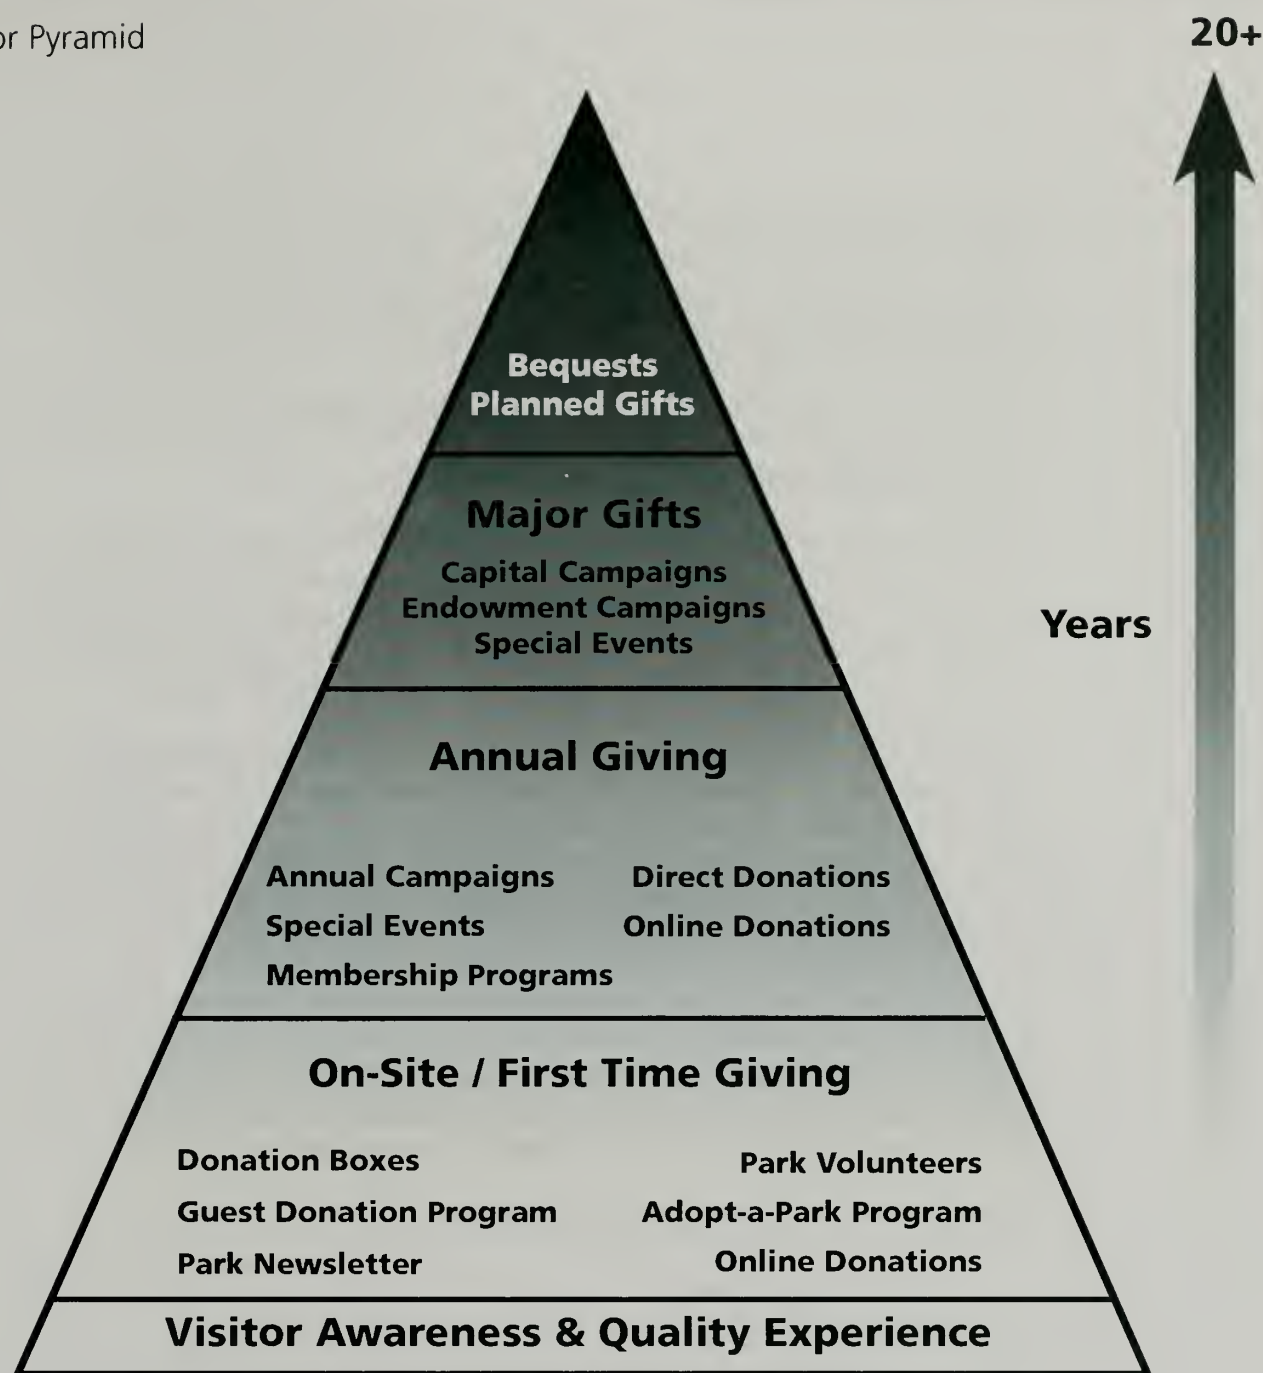 or Pyramid
20+
Bequests
Planned Gifts
Major Gifts
Capital Campaigns
Endowment Campaigns
Special Events
Years
Annual Giving
Annual Campaigns Direct Donations
Special Events Online Donations
Membership Programs
On-Site / First Time Giving
Donation Boxes Park Volunteers
Guest Donation Program Adopt-a-Park Program
Park Newsletter Online Donations
Visitor Awareness & Quality Experience